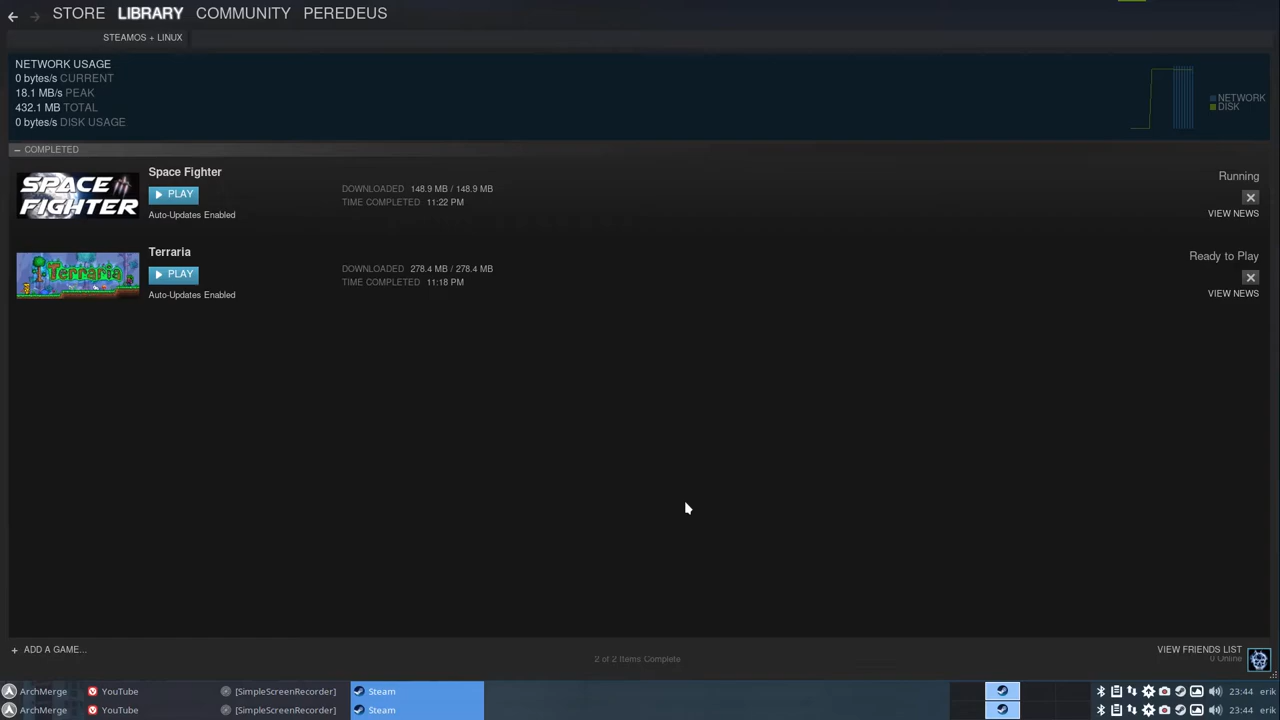 STORE LIBRARY COMMUNITY PEREDEUS
STEAMOS + LINUX
NETWORK USAGE
0 bytes/s CURRENT
18.1 MB/s PEAK
432.1 MB TOTAL
0 bytes/s DISK USAGE
NETWORK
DISK
COMPLETED
SPACE FIGHTER
Space Fighter
PLAY
Auto-Updates Enabled
DOWNLOADED 148.9 MB / 148.9 MB
TIME COMPLETED 11:22 PM
Running
VIEW NEWS
Terraria
Terraria
PLAY
Auto-Updates Enabled
DOWNLOADED 278.4 MB / 278.4 MB
TIME COMPLETED 11:18 PM
Ready to Play
VIEW NEWS
+ ADD A GAME...
2 of 2 Items Complete
VIEW FRIENDS LIST
0 Online
ArchMerge YouTube [SimpleScreenRecorder] Steam 23:44 erik
ArchMerge YouTube [SimpleScreenRecorder] Steam 23:44 erik